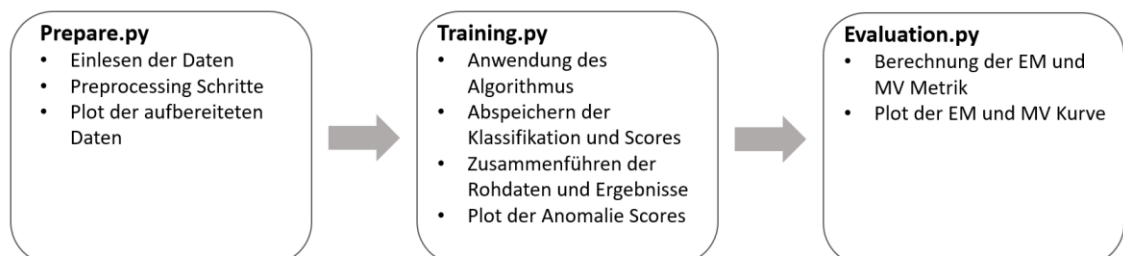 Prepare.py
• Einlesen der Daten
• Preprocessing Schritte
• Plot der aufbereiteten
Daten
Training.py
• Anwendung des
Algorithmus
• Abspeichern der
Klassifikation und Scores
• Zusammenführen der
Rohdaten und Ergebnisse
• Plot der Anomalie Scores
Evaluation.py
• Berechnung der EM und
MV Metrik
• Plot der EM und MV Kurve